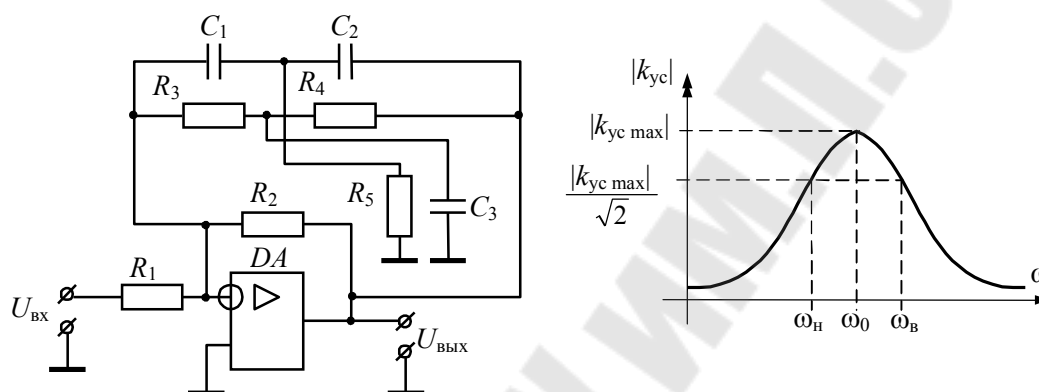 C1
C2
R3
R4
R2
R5
C3
R1
DA
Uвх
Uвых
|kус|
|kус max|
|kус max|
√2
ωн
ω0
ωв